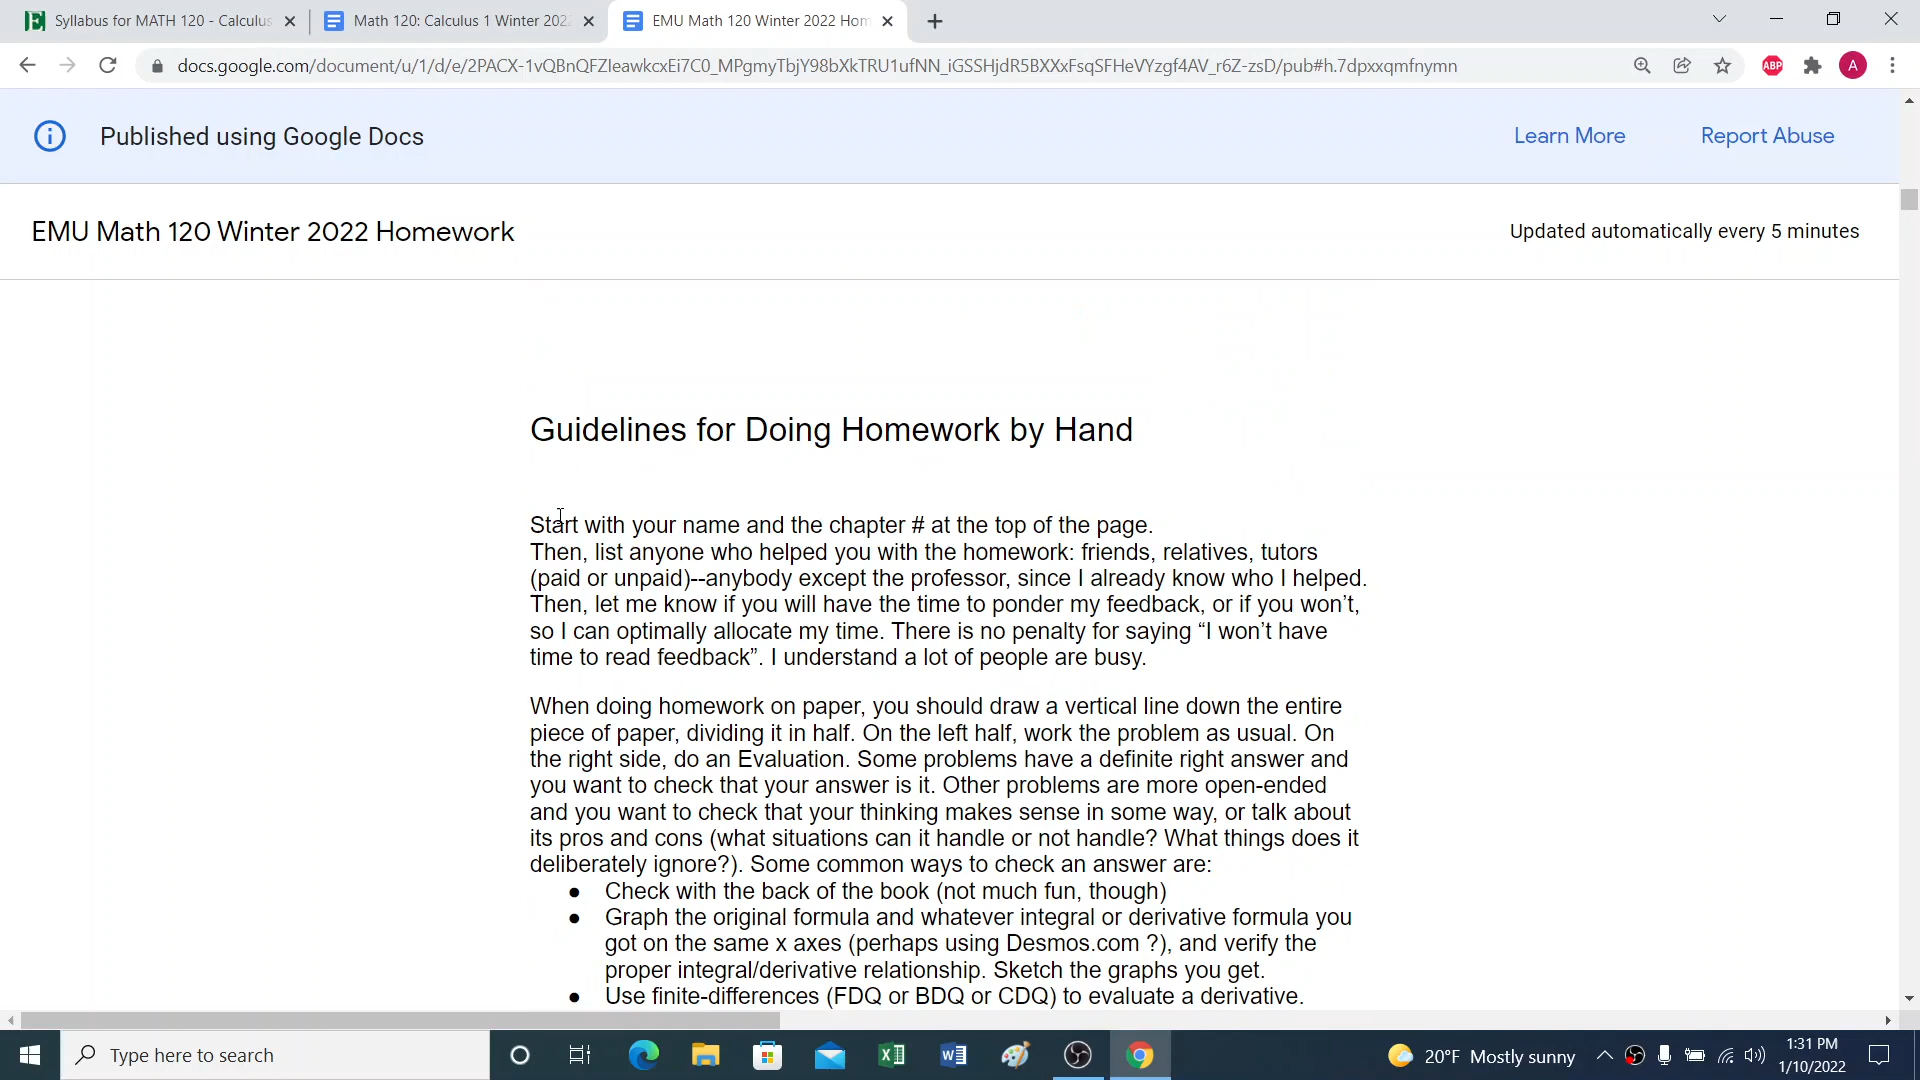 Syllabus for MATH 120 - Calculus
Math 120: Calculus 1 Winter 202
EMU Math 120 Winter 2022 Hom
docs.google.com/document/u/1/d/e/2PACX-1vQBnQFZIeawkcxEi7C0_MPgmyTbjY98bXkTRU1ufNN_iGSSHjdR5BXXxFsqSFHeVYzgf4AV_r6Z-zsD/pub#h.7dpxxqmfnymn
ABP
A
Published using Google Docs
Learn More
Report Abuse
EMU Math 120 Winter 2022 Homework
Updated automatically every 5 minutes
Guidelines for Doing Homework by Hand
Start with your name and the chapter # at the top of the page.
Then, list anyone who helped you with the homework: friends, relatives, tutors
(paid or unpaid)--anybody except the professor, since I already know who I helped.
Then, let me know if you will have the time to ponder my feedback, or if you won’t,
so I can optimally allocate my time. There is no penalty for saying “I won’t have
time to read feedback”. I understand a lot of people are busy.
When doing homework on paper, you should draw a vertical line down the entire
piece of paper, dividing it in half. On the left half, work the problem as usual. On
the right side, do an Evaluation. Some problems have a definite right answer and
you want to check that your answer is it. Other problems are more open-ended
and you want to check that your thinking makes sense in some way, or talk about
its pros and cons (what situations can it handle or not handle? What things does it
deliberately ignore?). Some common ways to check an answer are:
● Check with the back of the book (not much fun, though)
● Graph the original formula and whatever integral or derivative formula you
got on the same x axes (perhaps using Desmos.com ?), and verify the
proper integral/derivative relationship. Sketch the graphs you get.
● Use finite-differences (FDQ or BDQ or CDQ) to evaluate a derivative.
Type here to search
20°F Mostly sunny
1:31 PM
1/10/2022